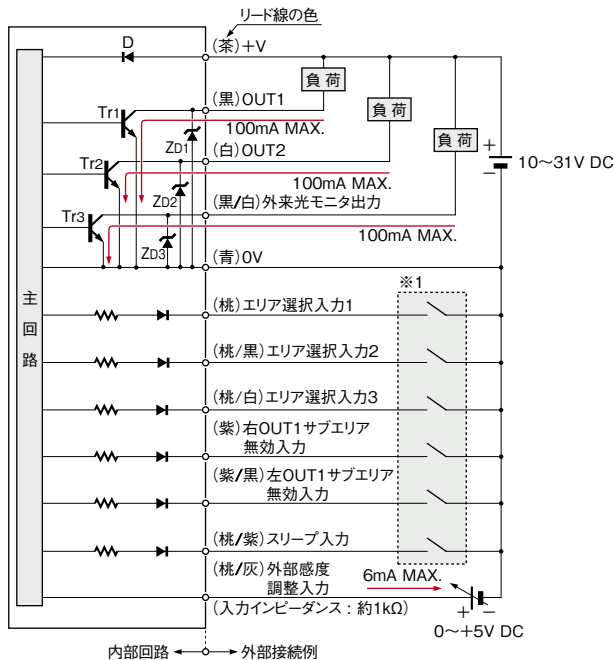 リード線の色
D
(茶)+V
負荷
(黒)OUT1
負荷
Tr1
100mA MAX.
負荷
ZD1
(白)OUT2
10〜31V DC
+
−
Tr2
100mA MAX.
ZD2
(黒/白)外来光モニタ出力
Tr3
100mA MAX.
ZD3
(青)0V
※1
主回路
(桃)エリア選択入力1
(桃/黒)エリア選択入力2
(桃/白)エリア選択入力3
(紫)右OUT1サブエリア
無効入力
(紫/黒)左OUT1サブエリア
無効入力
(桃/紫)スリープ入力
(桃/灰)外部感度
調整入力
6mA MAX.
(入力インピーダンス：約1kΩ)
+ −
0〜+5V DC
内部回路
外部接続例